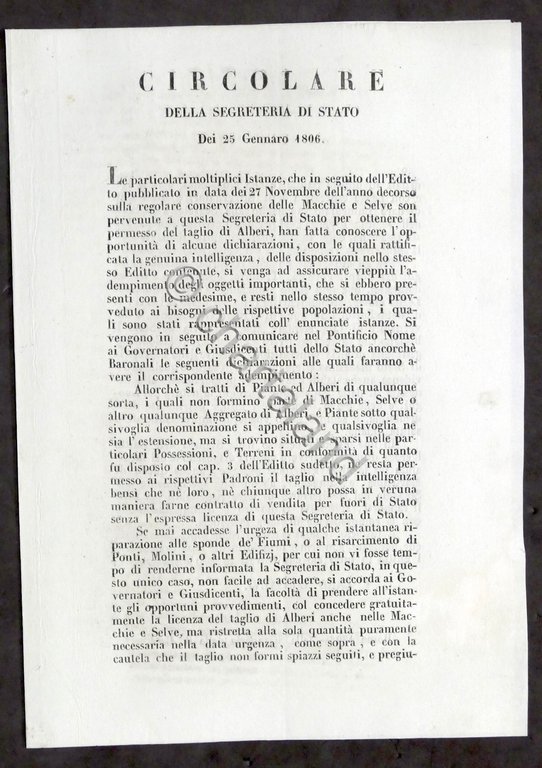 CIRCOLARE
DELLA SEGRETERIA DI STATO
Dei 25 Gennaro 1806.
Le particolari moltiplici Istanze, che in seguito dell'Edit-
to pubblicato in data dei 27 Novembre dell'anno decorso
sulla regolare conservazione delle Macchie e Selve son
pervenute a questa Segreteria di Stato per ottenere il
permesso del taglio di Alberi, han fatta conoscere l'op-
portunità di alcune dichiarazioni, con le quali rattifi-
cata la genuina intelligenza, delle disposizioni nello stes-
so Editto contenute, si venga ad assicurare vieppiù l'a-
dempimento degli oggetti importanti, che si ebbero pre-
senti con le medesime, e resti nello stesso tempo prov-
veduto ai bisogni delle rispettive popolazioni, i qua-
li sono stati rappresentati coll' enunciate istanze. Si
vengono in seguito a comunicare nel Pontificio Nome
ai Governatori e Giusdicenti tutti dello Stato ancorchè
Baronali le seguenti dichiarazioni alle quali faranno a-
vere il corrispondente adempimento:
Allorchè si tratti di Piante ed Alberi di qualunque
sorta, i quali non formino corpo di Macchie, Selve o
altro qualunque Aggregato di Alberi, e Piante sotto qual-
sivoglia denominazione si appellino, e qualsivoglia ne
sia l'estensione, ma si trovino situati e sparsi nelle par-
ticolari Possessioni, e Terreni in conformità di quanto
fu disposto col cap. 3 dell'Editto sudetto, ne resta per-
messo ai rispettivi Padroni il taglio nella intelligenza
bensì che nè loro, nè chiunque altro possa in veruna
maniera farne contratto di vendita per fuori di Stato
senza l'espressa licenza di questa Segreteria di Stato.
Se mai accadesse l'urgeza di qualche istantanea ri-
parazione alle sponde de' Fiumi, o al risarcimento di
Ponti, Molini, o altri Edifizj, per cui non vi fosse tem-
po di renderne informata la Segreteria di Stato, in que-
sto unico caso, non facile ad accadere, si accorda ai Go-
vernatori e Giusdicenti, la facoltà di prendere all'istan-
te gli opportuni provvedimenti, col concedere gratuita-
mente la licenza del taglio di Alberi anche nelle Mac-
chie e Selve, ma ristretta alla sola quantità puramente
necessaria nella data urgenza, come sopra, e con la
cautela che il taglio non formi spiazzi seguiti, e pregiu-
© chartaland